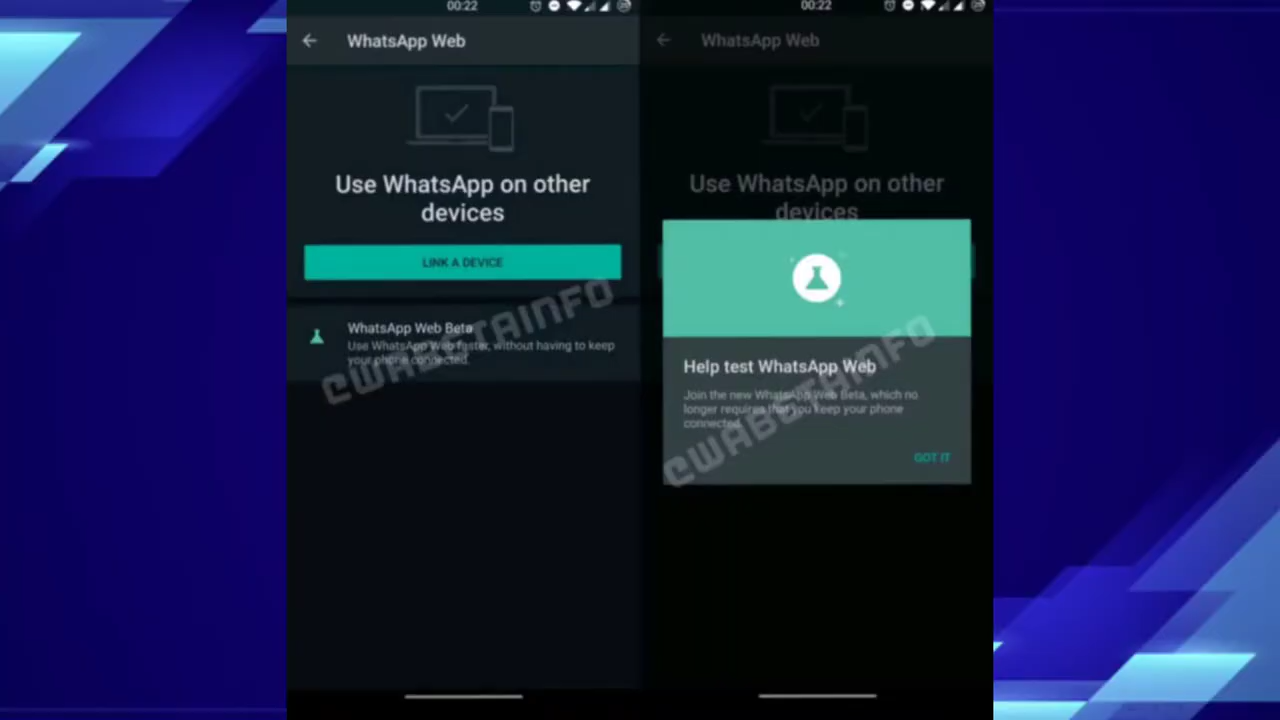 00:22
WhatsApp Web
Use WhatsApp on other
devices
LINK A DEVICE
WhatsApp Web Beta
Use WhatsApp Web faster, without having to keep
your phone connected.
CWABETAINFO
00:22
WhatsApp Web
Use WhatsApp on other
devices
Help test WhatsApp Web
Join the new WhatsApp Web Beta, which no
longer requires that you keep your phone
connected.
GOT IT
CWABETAINFO